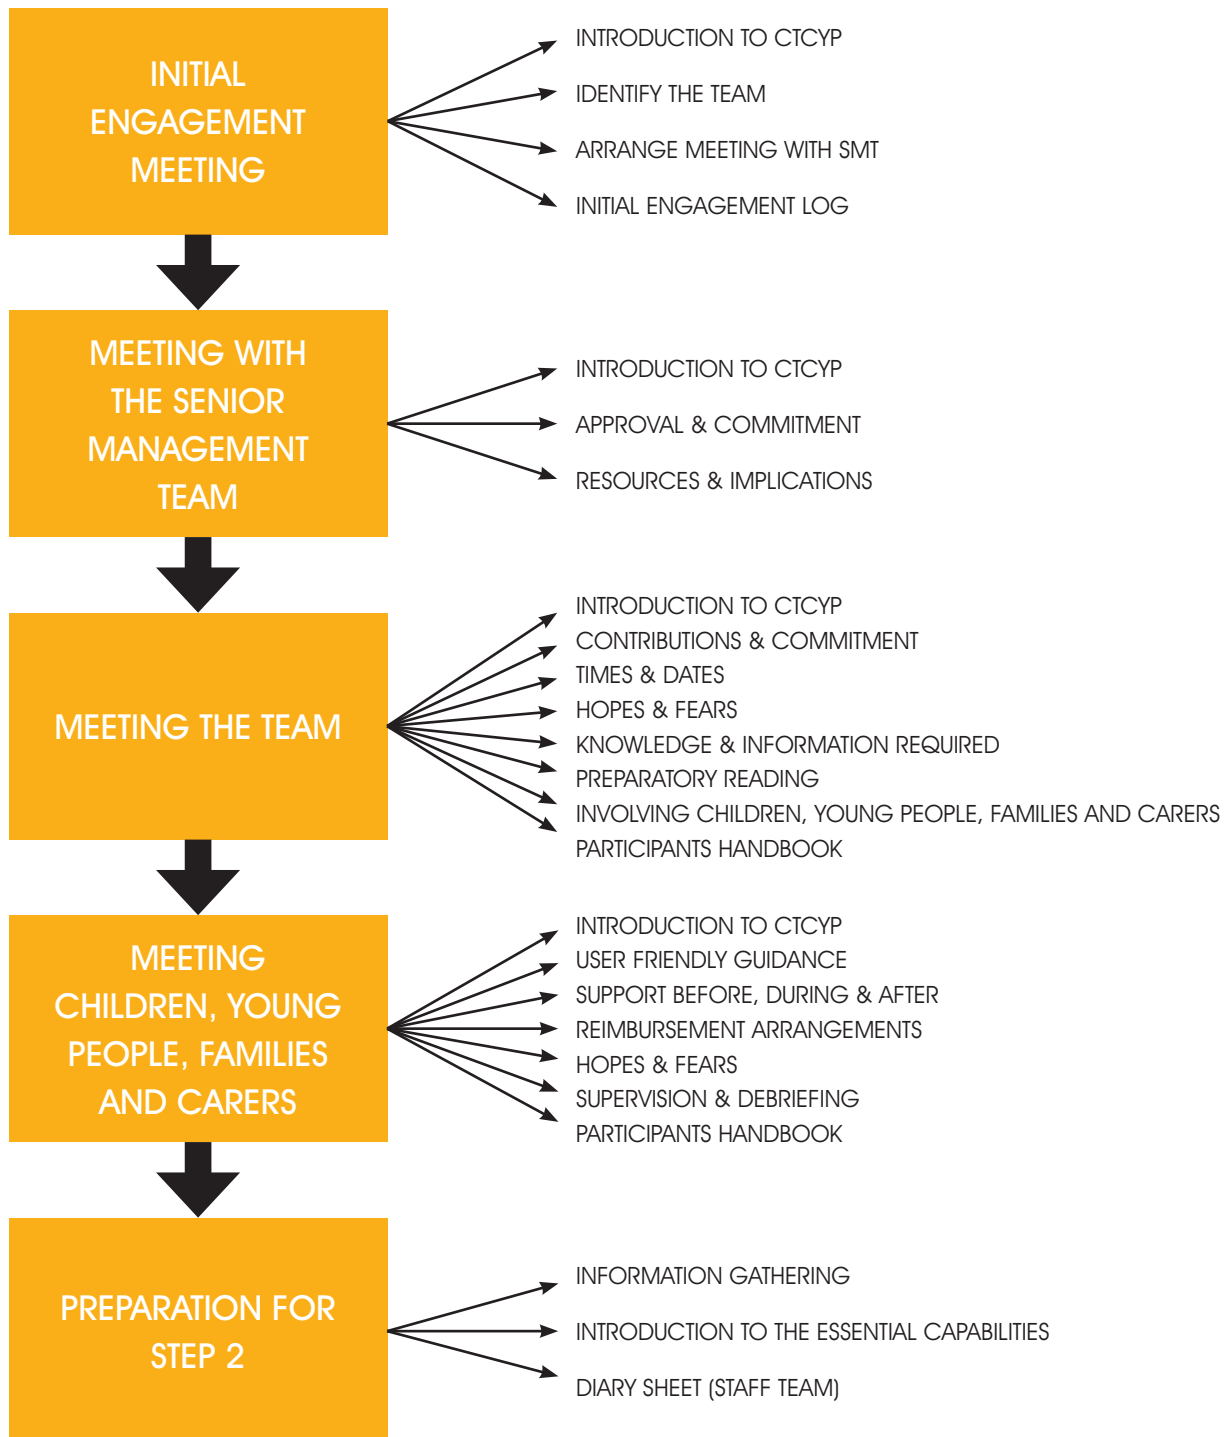 INITIAL
ENGAGEMENT
MEETING
INTRODUCTION TO CTCYP
IDENTIFY THE TEAM
ARRANGE MEETING WITH SMT
INITIAL ENGAGEMENT LOG
MEETING WITH
THE SENIOR
MANAGEMENT
TEAM
INTRODUCTION TO CTCYP
APPROVAL & COMMITMENT
RESOURCES & IMPLICATIONS
MEETING THE TEAM
INTRODUCTION TO CTCYP
CONTRIBUTIONS & COMMITMENT
TIMES & DATES
HOPES & FEARS
KNOWLEDGE & INFORMATION REQUIRED
PREPARATORY READING
INVOLVING CHILDREN, YOUNG PEOPLE, FAMILIES AND CARERS
PARTICIPANTS HANDBOOK
MEETING
CHILDREN, YOUNG
PEOPLE, FAMILIES
AND CARERS
INTRODUCTION TO CTCYP
USER FRIENDLY GUIDANCE
SUPPORT BEFORE, DURING & AFTER
REIMBURSEMENT ARRANGEMENTS
HOPES & FEARS
SUPERVISION & DEBRIEFING
PARTICIPANTS HANDBOOK
PREPARATION FOR
STEP 2
INFORMATION GATHERING
INTRODUCTION TO THE ESSENTIAL CAPABILITIES
DIARY SHEET (STAFF TEAM)